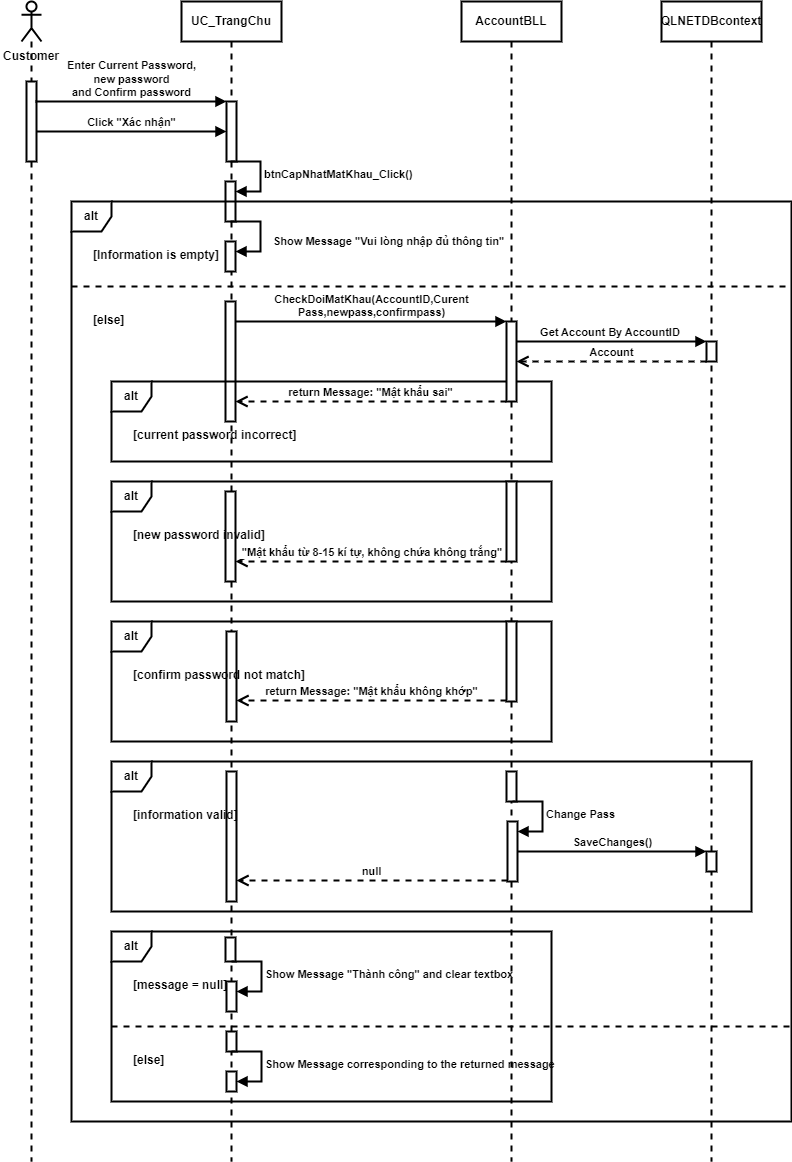 UC_TrangChu
AccountBLL
QLNETDBcontext
Customer
Enter Current Password,
new password
and Confirm password
Click "Xác nhận"
btnCapNhatMatKhau_Click()
alt
Show Message "Vui lòng nhập đủ thông tin"
[Information is empty]
CheckDoiMatKhau(AccountID,Curent
Pass,newpass,confirmpass)
[else]
Get Account By AccountID
Account
alt
return Message: "Mật khẩu sai"
[current password incorrect]
alt
[new password invalid]
"Mật khẩu từ 8-15 kí tự, không chứa không trắng"
alt
[confirm password not match]
return Message: "Mật khẩu không khớp"
alt
[information valid]
Change Pass
SaveChanges()
null
alt
Show Message "Thành công" and clear textbox
[message = null]
[else]
Show Message corresponding to the returned message